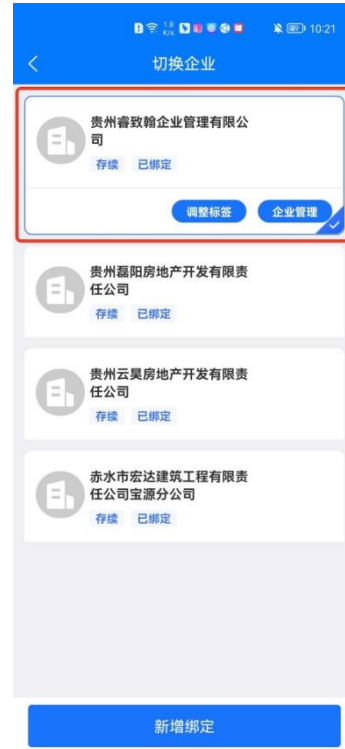 1.8
K/s
10:21
切换企业
贵州睿致翰企业管理有限公
司
存续 已绑定
调整标签 企业管理
贵州磊阳房地产开发有限责
任公司
存续 已绑定
贵州云昊房地产开发有限责
任公司
存续 已绑定
赤水市宏达建筑工程有限责
任公司宝源分公司
存续 已绑定
新增绑定